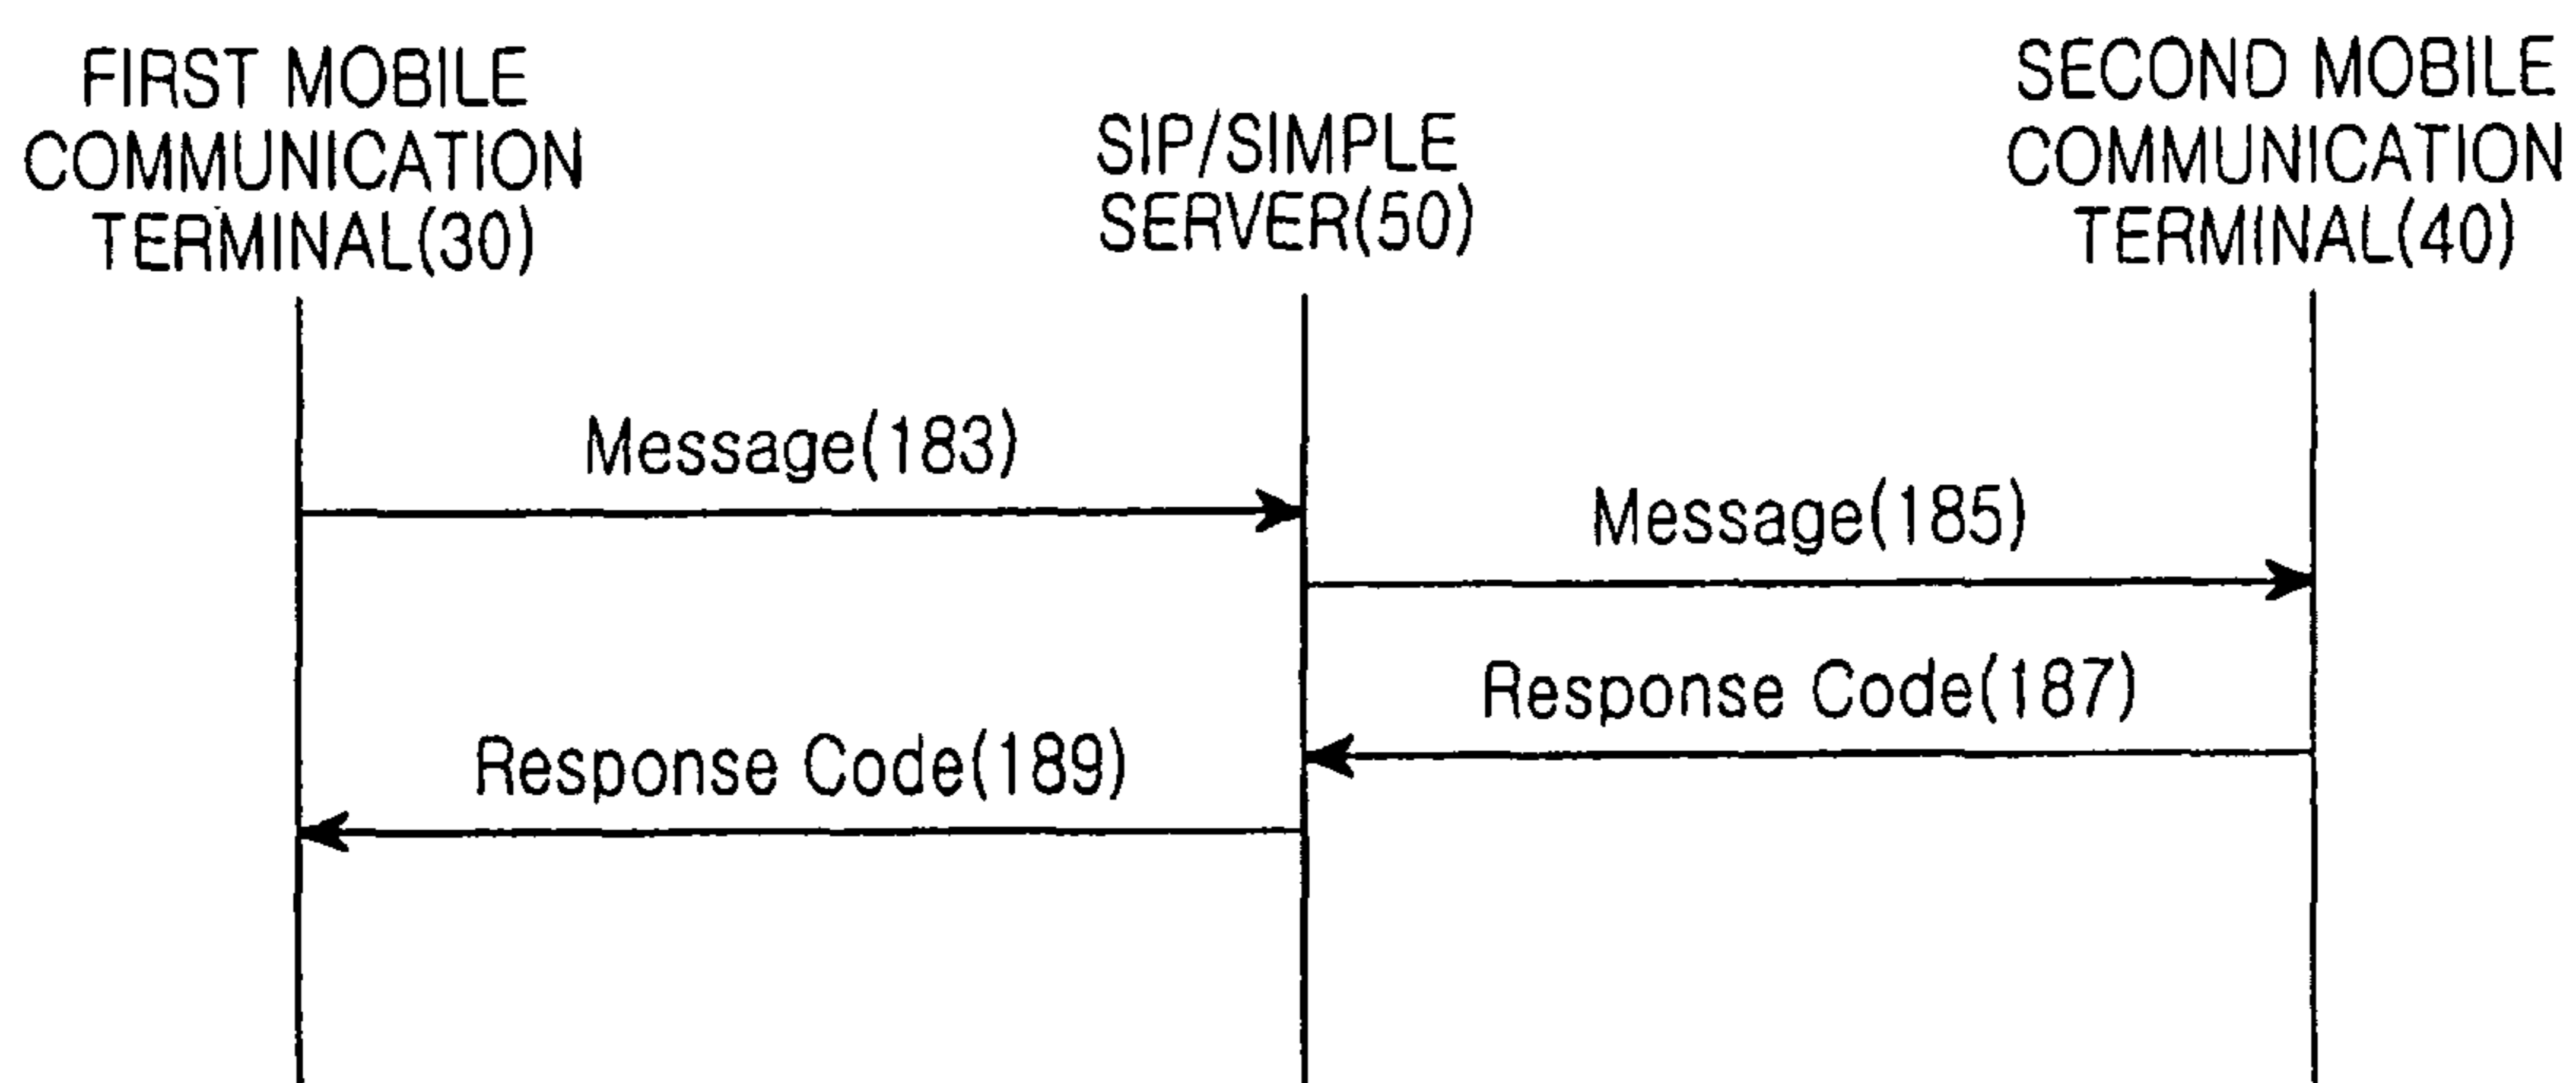 FIRST MOBILE
COMMUNICATION
TERMINAL(30)
SIP/SIMPLE
SERVER(50)
SECOND MOBILE
COMMUNICATION
TERMINAL(40)
Message(183)
Message(185)
Response Code(187)
Response Code(189)